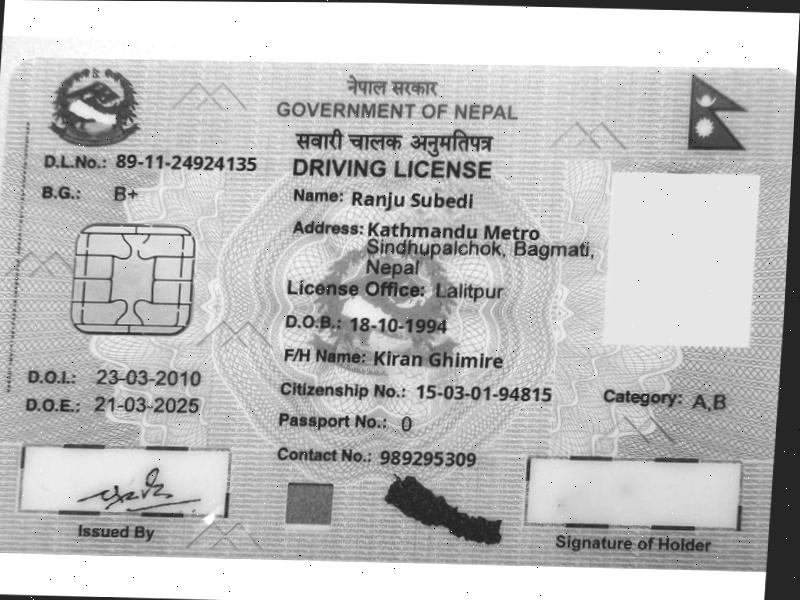 नेपाल सरकार
GOVERNMENT OF NEPAL
सवारी चालक अनुमतिपत्र
DRIVING LICENSE
D.L.No.: 89-11-24924135
B.G.: B+
Name: Ranju Subedi
Address: Kathmandu Metro
Sindhupalchok, Bagmati,
Nepal
License Office: Lalitpur
D.O.B.: 18-10-1994
F/H Name: Kiran Ghimire
D.O.I.: 23-03-2010
D.O.E.: 21-03-2025
Citizenship No.: 15-03-01-94815
Category: A,B
Passport No.: 0
Contact No.: 989295309
Issued By
Signature of Holder